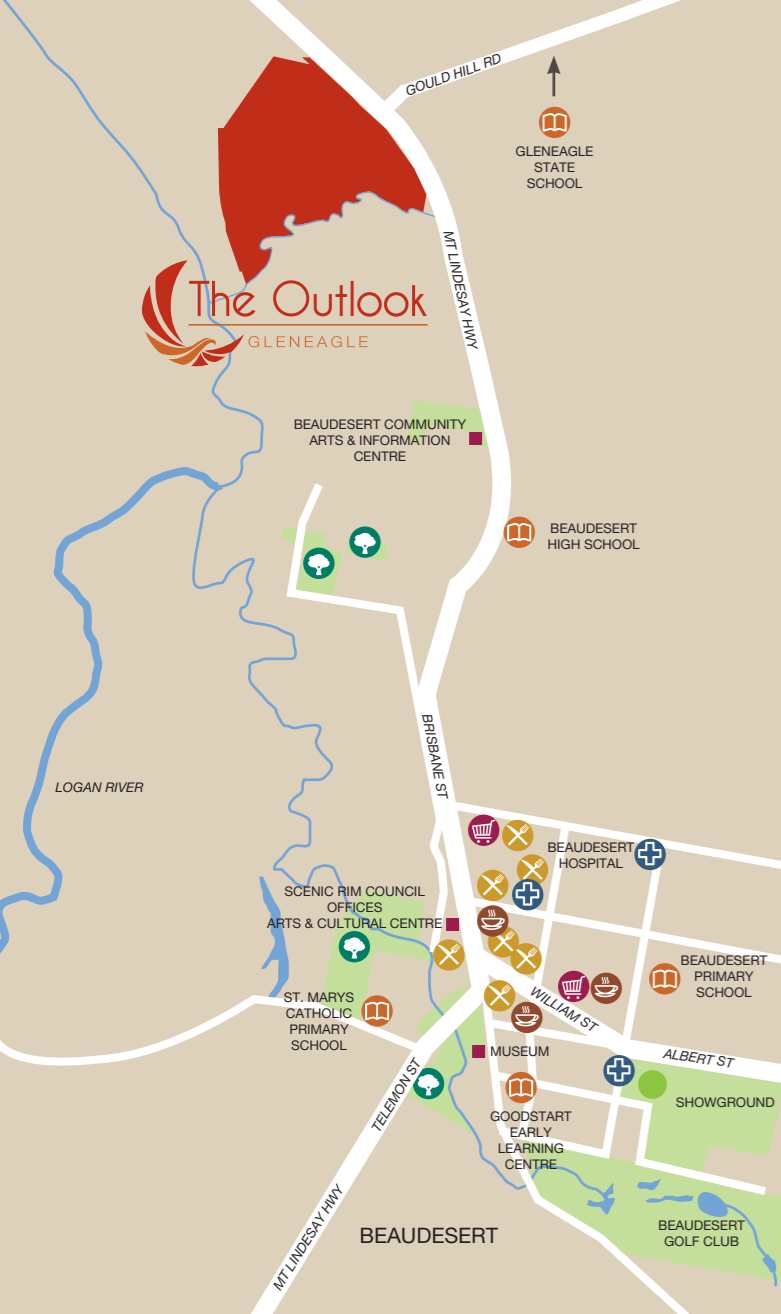 GOULD HILL RD
GLENEAGLE
STATE
SCHOOL
MT LINDESAY HWY
The Outlook
GLENEAGLE
BEAUDESERT COMMUNITY
ARTS & INFORMATION
CENTRE
BEAUDESERT
HIGH SCHOOL
BRISBANE ST
LOGAN RIVER
BEAUDESERT
HOSPITAL
SCENIC RIM COUNCIL
OFFICES
ARTS & CULTURAL CENTRE
BEAUDESERT
PRIMARY
SCHOOL
ST. MARYS
CATHOLIC
PRIMARY
SCHOOL
WILLIAM ST
MUSEUM
ALBERT ST
TELEMON ST
SHOWGROUND
GOODSTART
EARLY
LEARNING
CENTRE
MT LINDESAY HWY
BEAUDESERT
BEAUDESERT
GOLF CLUB